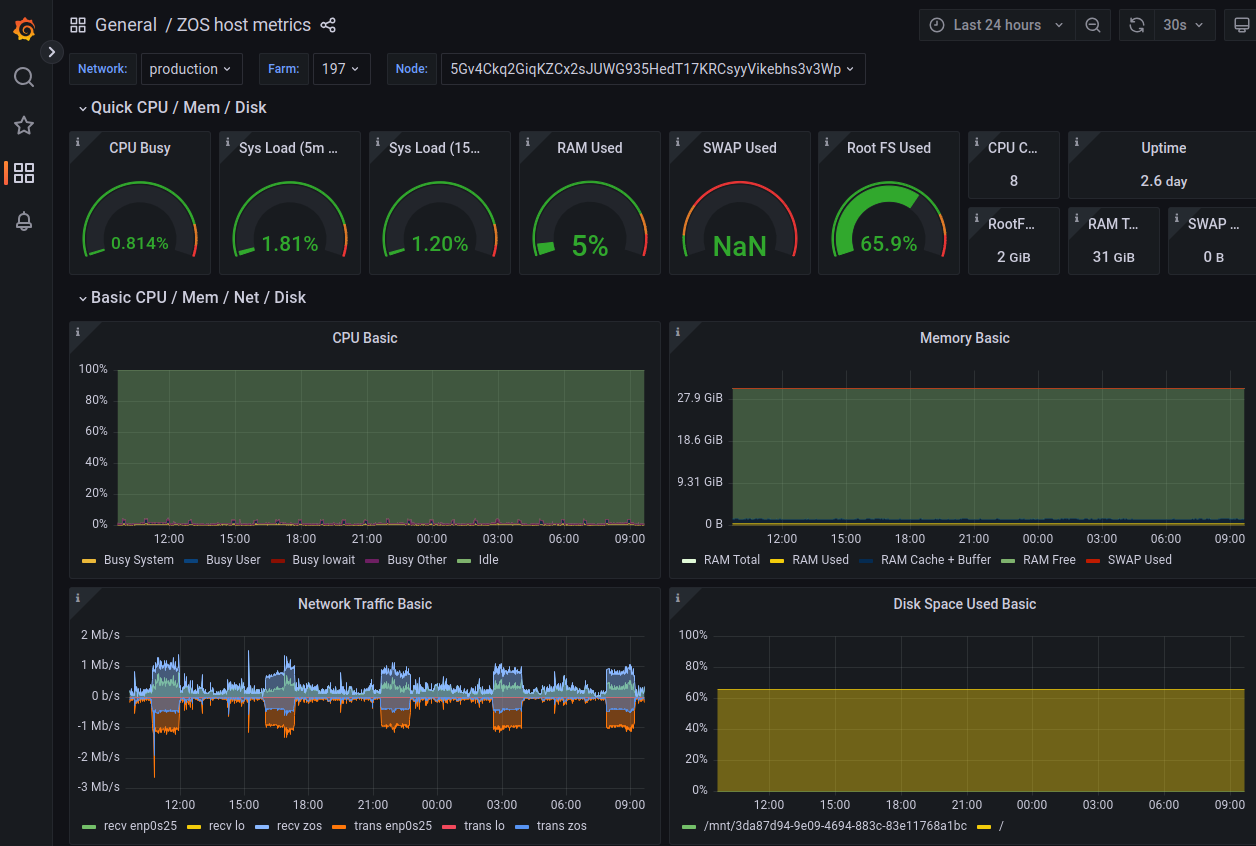 General / ZOS host metrics
Last 24 hours
30s
Network: production Farm: 197 Node: 5Gv4Ckq2GiqKZCx2sJUWG935HedT17KRCsyyVikebhs3v3Wp
Quick CPU / Mem / Disk
CPU Busy
0.814%
Sys Load (5m ...
1.81%
Sys Load (15...
1.20%
RAM Used
5%
SWAP Used
NaN
Root FS Used
65.9%
CPU C...
8
Uptime
2.6 day
RootF...
2 GiB
RAM T...
31 GiB
SWAP ...
0 B
Basic CPU / Mem / Net / Disk
CPU Basic
100%
80%
60%
40%
20%
0%
12:00 15:00 18:00 21:00 00:00 03:00 06:00 09:00
Busy System Busy User Busy Iowait Busy Other Idle
Memory Basic
27.9 GiB
18.6 GiB
9.31 GiB
0 B
12:00 15:00 18:00 21:00 00:00 03:00 06:00 09:00
RAM Total RAM Used RAM Cache + Buffer RAM Free SWAP Used
Network Traffic Basic
2 Mb/s
1 Mb/s
0 b/s
-1 Mb/s
-2 Mb/s
-3 Mb/s
12:00 15:00 18:00 21:00 00:00 03:00 06:00 09:00
recv enp0s25 recv lo recv zos trans enp0s25 trans lo trans zos
Disk Space Used Basic
100%
80%
60%
40%
20%
0%
12:00 15:00 18:00 21:00 00:00 03:00 06:00 09:00
/mnt/3da87d94-9e09-4694-883c-83e11768a1bc /